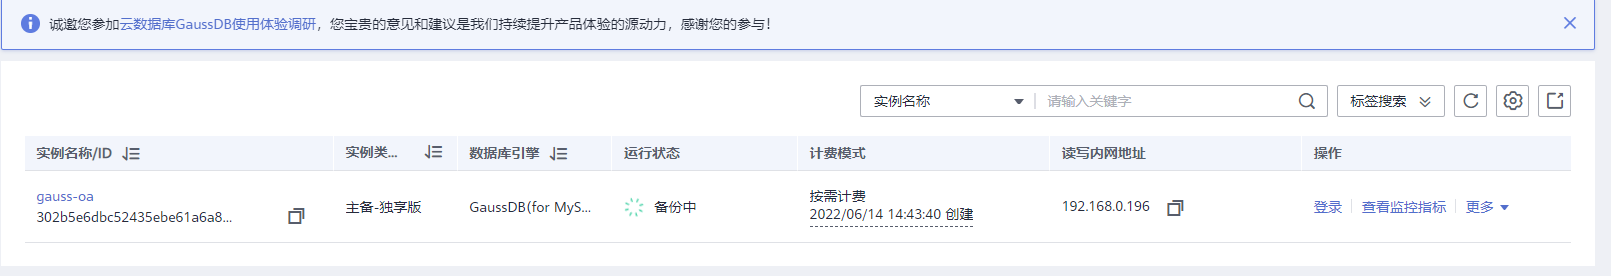 诚邀您参加云数据库GaussDB使用体验调研，您宝贵的意见和建议是我们持续提升产品体验的源动力，感谢您的参与！
实例名称 请输入关键字 标签搜索
实例名称/ID 实例类... 数据库引擎 运行状态 计费模式 读写内网地址 操作
gauss-oa
302b5e6dbc52435ebe61a6a8...
主备-独享版
GaussDB(for MyS...
备份中
按需计费
2022/06/14 14:43:40 创建
192.168.0.196
登录 查看监控指标 更多